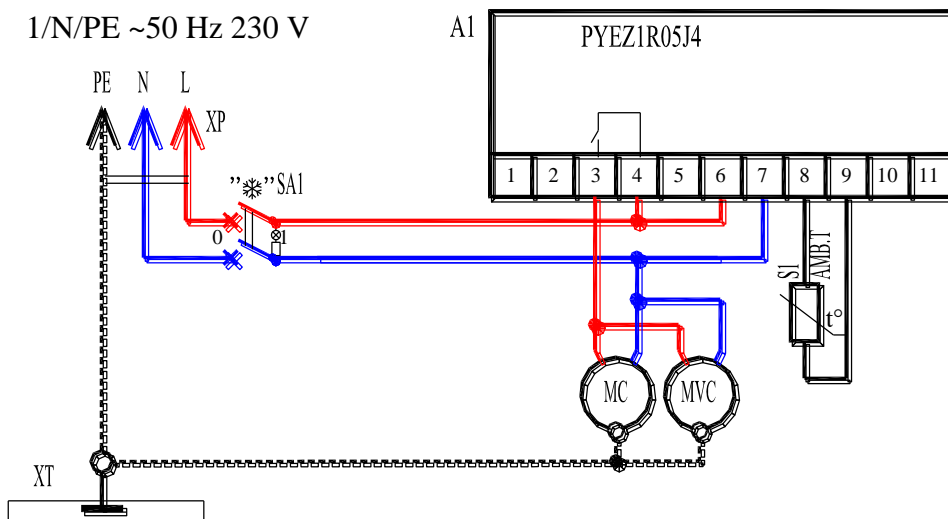 1/N/PE ~50 Hz 230 V
A1
PYEZ1R05J4
PE N L
XP
1 2 3 4 5 6 7 8 9 10 11
"❄" SA1
0 1
S1
AMB.T
t°
MC MVC
XT